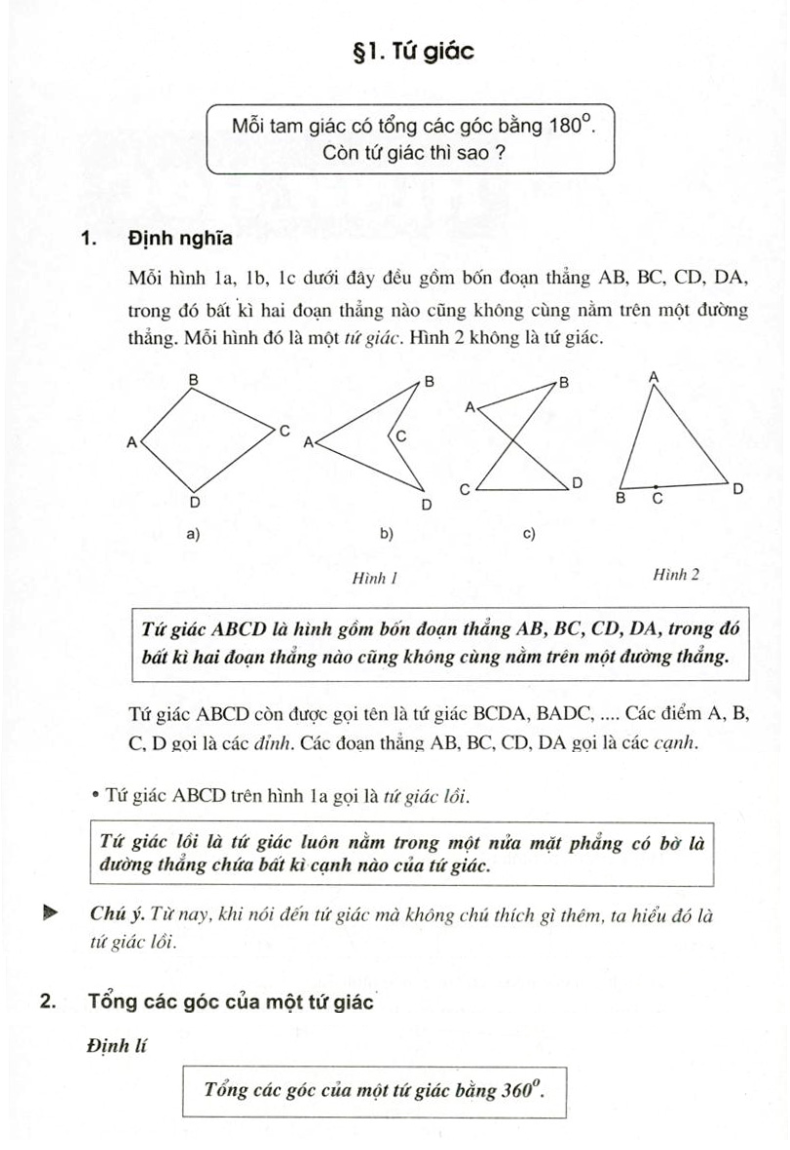 §1. Tứ giác
Mỗi tam giác có tổng các góc bằng 180⁰.
Còn tứ giác thì sao ?
1. Định nghĩa
Mỗi hình 1a, 1b, 1c dưới đây đều gồm bốn đoạn thẳng AB, BC, CD, DA,
trong đó bất kì hai đoạn thẳng nào cũng không cùng nằm trên một đường
thẳng. Mỗi hình đó là một tứ giác. Hình 2 không là tứ giác.
B
A
C
D
a)
B
A
C
D
b)
B
A
C
D
c)
A
B
C
D
Hình 1
Hình 2
Tứ giác ABCD là hình gồm bốn đoạn thẳng AB, BC, CD, DA, trong đó
bất kì hai đoạn thẳng nào cũng không cùng nằm trên một đường thẳng.
Tứ giác ABCD còn được gọi tên là tứ giác BCDA, BADC, .... Các điểm A, B,
C, D gọi là các đỉnh. Các đoạn thẳng AB, BC, CD, DA gọi là các cạnh.
• Tứ giác ABCD trên hình 1a gọi là tứ giác lồi.
Tứ giác lồi là tứ giác luôn nằm trong một nửa mặt phẳng có bờ là
đường thẳng chứa bất kì cạnh nào của tứ giác.
Chú ý. Từ nay, khi nói đến tứ giác mà không chú thích gì thêm, ta hiểu đó là
tứ giác lồi.
2. Tổng các góc của một tứ giác
Định lí
Tổng các góc của một tứ giác bằng 360⁰.